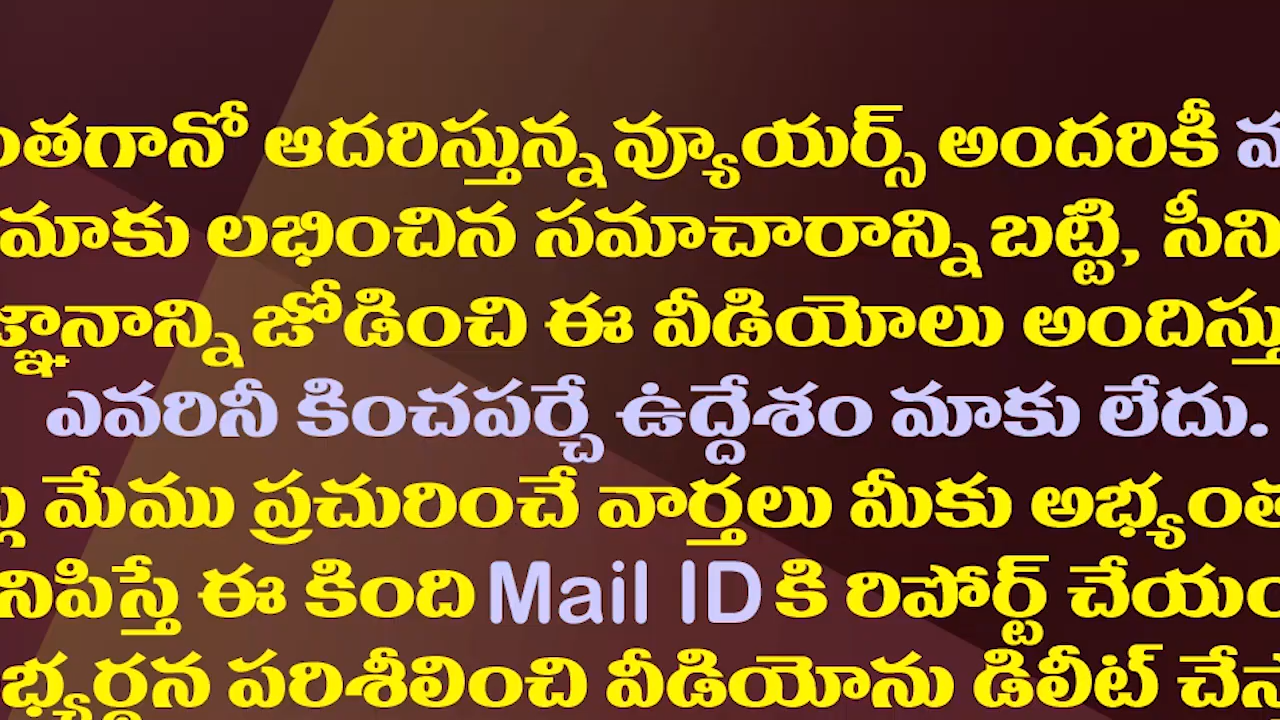 ఆదరిస్తున్న వ్యూయర్స్ అందరికీ
మాకు లభించిన సమాచారాన్ని బట్టి,
జోడించి ఈ వీడియోలు
ఎవరినీ కించపర్చే ఉద్దేశం మాకు లేదు.
మేము ప్రచురించే వార్తలు మీకు
ఈ కింది Mail ID కి రిపోర్ట్
పరిశీలించి వీడియోను డిలీట్